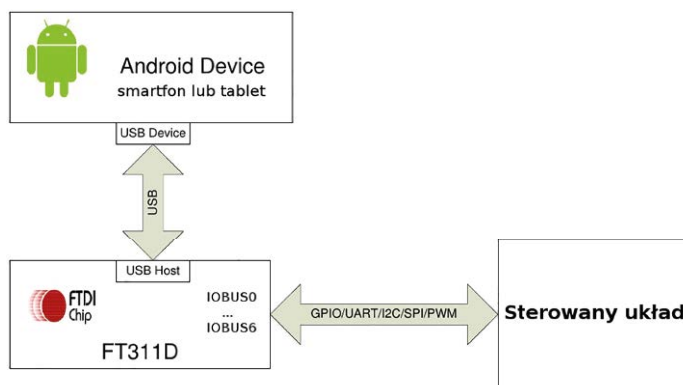 Android Device
smartfon lub tablet
USB Device
USB
USB Host
FTDI
Chip
IOBUS0
...
IOBUS6
FT311D
GPIO/UART/I2C/SPI/PWM
Sterowany układ